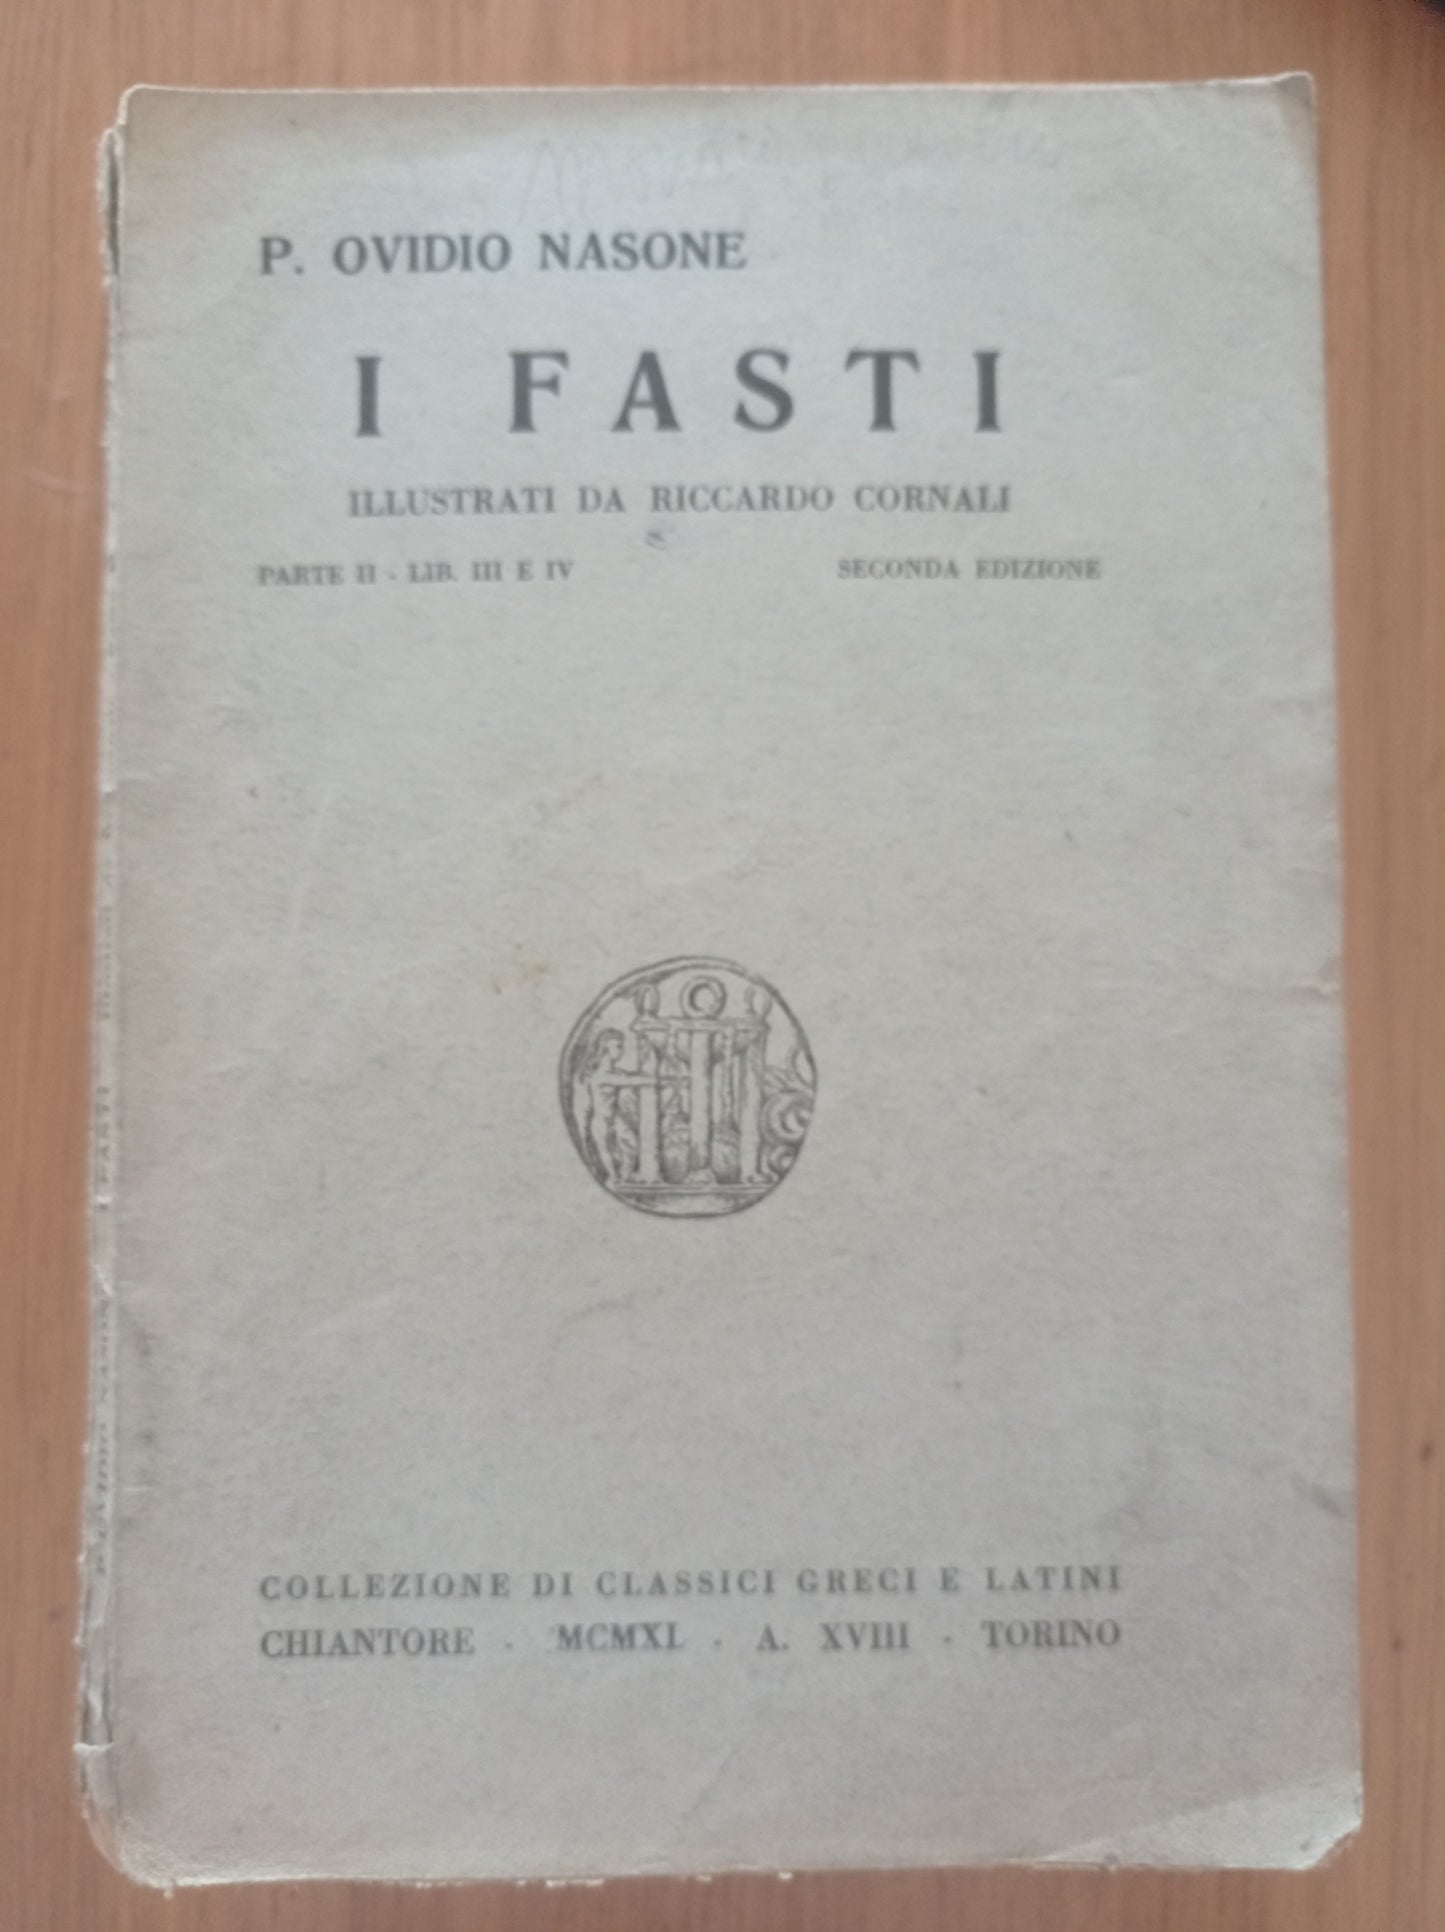 P. OVIDIO NASONE
I FASTI
ILLUSTRATI DA RICCARDO CORNALI
PARTE II - LIB. III E IV SECONDA EDIZIONE
COLLEZIONE DI CLASSICI GRECI E LATINI
CHIANTORE - MCMXL - A. XVIII - TORINO